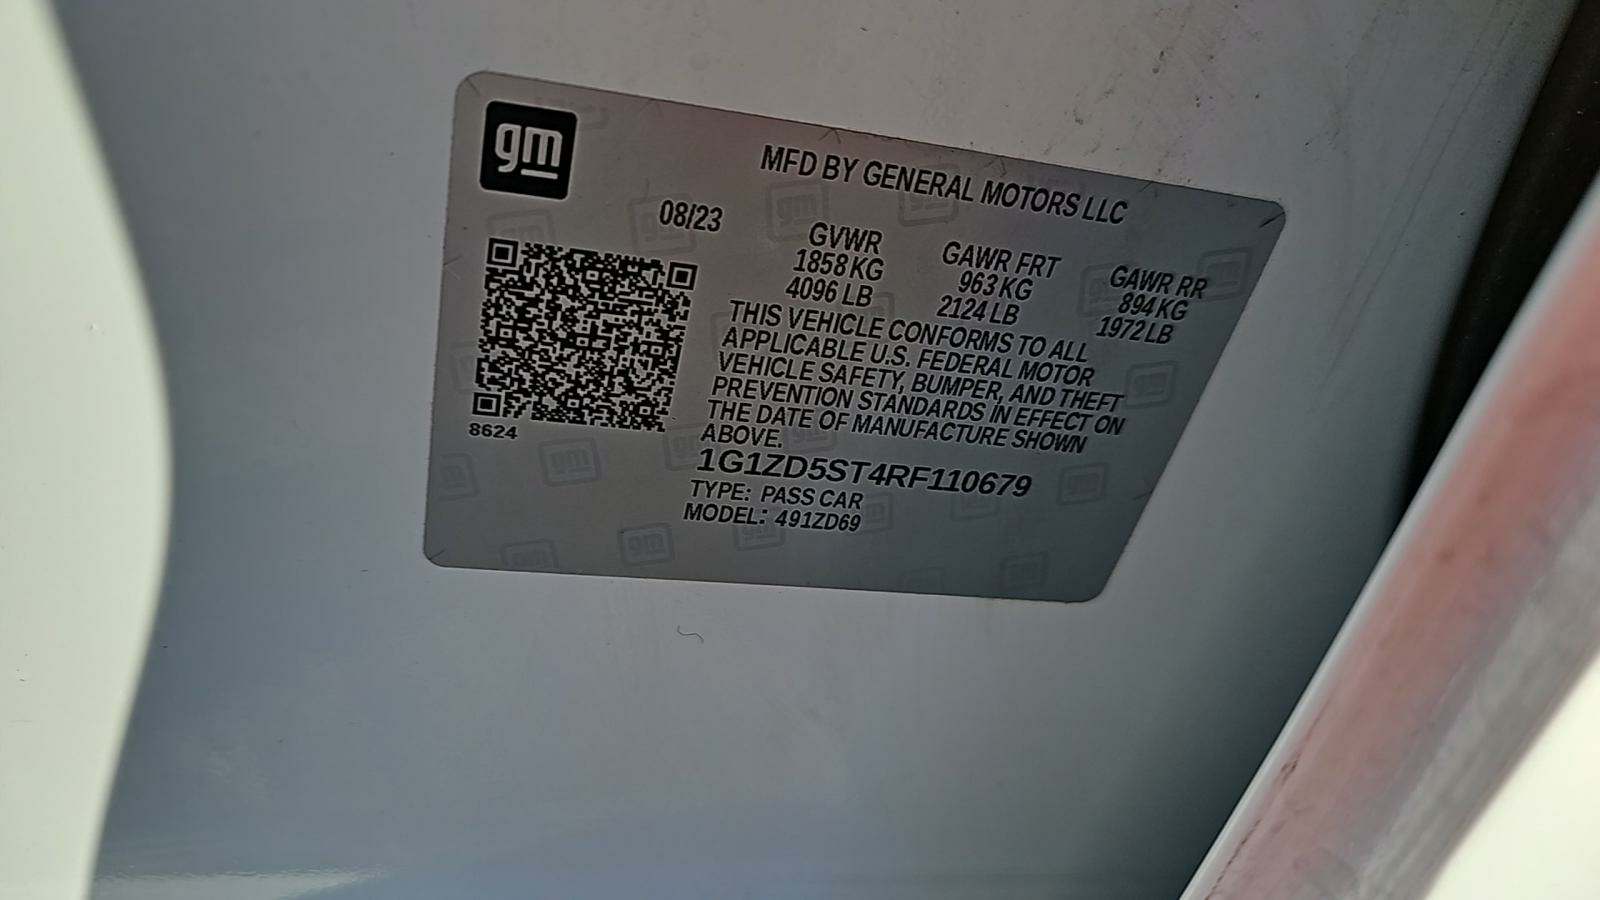 gm
MFD BY GENERAL MOTORS LLC
08/23
GVWR
1858 KG
4096 LB
GAWR FRT
963 KG
2124 LB
GAWR RR
894 KG
1972 LB
THIS VEHICLE CONFORMS TO ALL
APPLICABLE U.S. FEDERAL MOTOR
VEHICLE SAFETY, BUMPER, AND THEFT
PREVENTION STANDARDS IN EFFECT ON
THE DATE OF MANUFACTURE SHOWN
ABOVE.
8624
1G1ZD5ST4RF110679
TYPE: PASS CAR
MODEL: 491ZD69